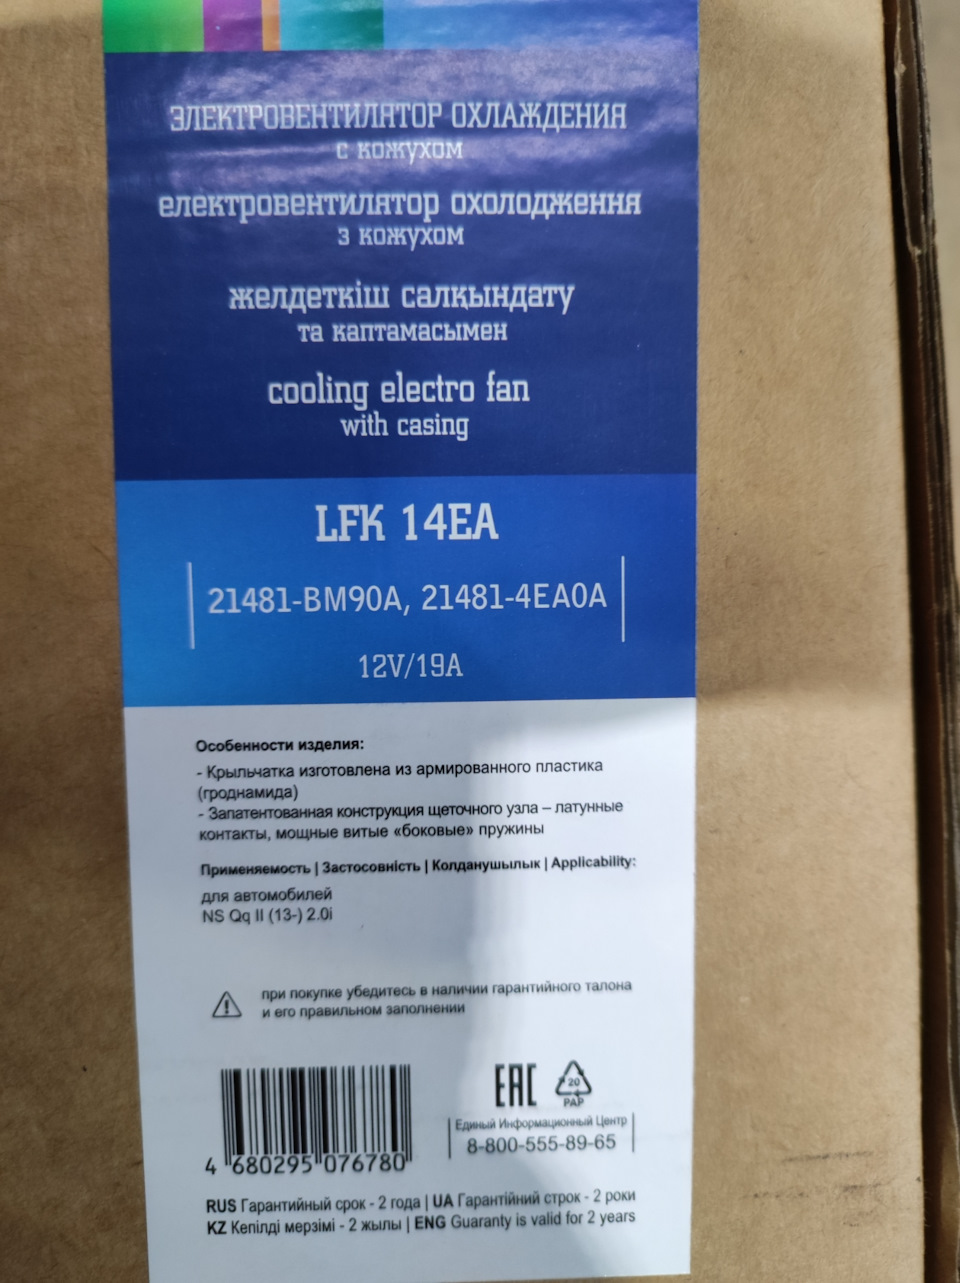 ЭЛЕКТРОВЕНТИЛЯТОР ОХЛАЖДЕНИЯ
с кожухом
електровентилятор охолодження
з кожухом
желдеткіш салқындату
та каптамасымен
cooling electro fan
with casing
LFK 14EA
21481-BM90A, 21481-4EA0A
12V/19A
Особенности изделия:
- Крыльчатка изготовлена из армированного пластика
(гроднамида)
- Запатентованная конструкция щеточного узла – латунные
контакты, мощные витые «боковые» пружины
Применяемость | Застосовність | Колданушылык | Applicability:
для автомобилей
NS Qq II (13-) 2.0i
при покупке убедитесь в наличии гарантийного талона
и его правильном заполнении
EAC
20
PAP
Единый Информационный Центр
8-800-555-89-65
4 680295 076780
RUS Гарантийный срок - 2 года | UA Гарантійний строк - 2 роки
KZ Кепілді мерзімі - 2 жылы | ENG Guaranty is valid for 2 years